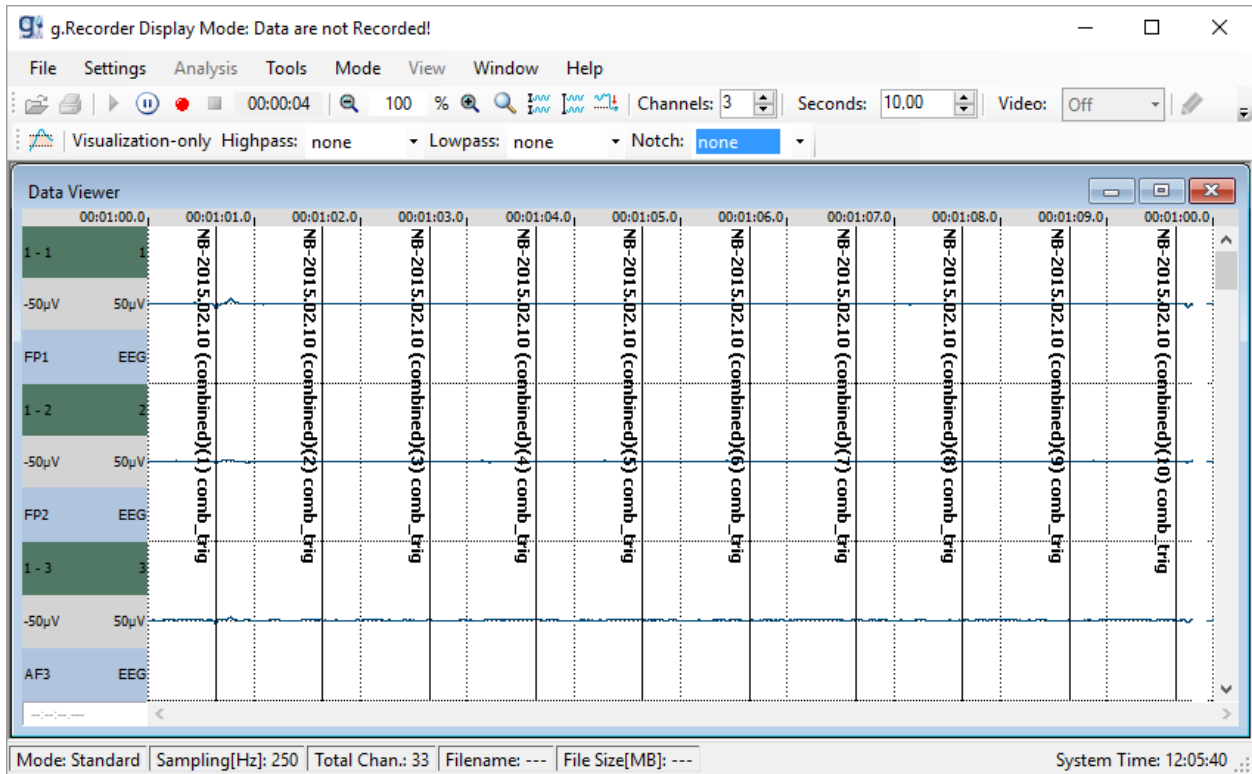 g.Recorder Display Mode: Data are not Recorded!
File Settings Analysis Tools Mode View Window Help
00:00:04 100 % Channels: 3 Seconds: 10.00 Video: Off
Visualization-only Highpass: none Lowpass: none Notch: none
Data Viewer
00:01:00.0 00:01:01.0 00:01:02.0 00:01:03.0 00:01:04.0 00:01:05.0 00:01:06.0 00:01:07.0 00:01:08.0 00:01:09.0 00:01:00.0
1 - 1 1
-50µV 50µV
FP1 EEG
1 - 2 2
-50µV 50µV
FP2 EEG
1 - 3 3
-50µV 50µV
AF3 EEG
NB-2015.02.10 (combined)(1) comb_trig
NB-2015.02.10 (combined)(2) comb_trig
NB-2015.02.10 (combined)(3) comb_trig
NB-2015.02.10 (combined)(4) comb_trig
NB-2015.02.10 (combined)(5) comb_trig
NB-2015.02.10 (combined)(6) comb_trig
NB-2015.02.10 (combined)(7) comb_trig
NB-2015.02.10 (combined)(8) comb_trig
NB-2015.02.10 (combined)(9) comb_trig
NB-2015.02.10 (combined)(10) comb_trig
--:--:--.---
Mode: Standard Sampling[Hz]: 250 Total Chan.: 33 Filename: --- File Size[MB]: --- System Time: 12:05:40